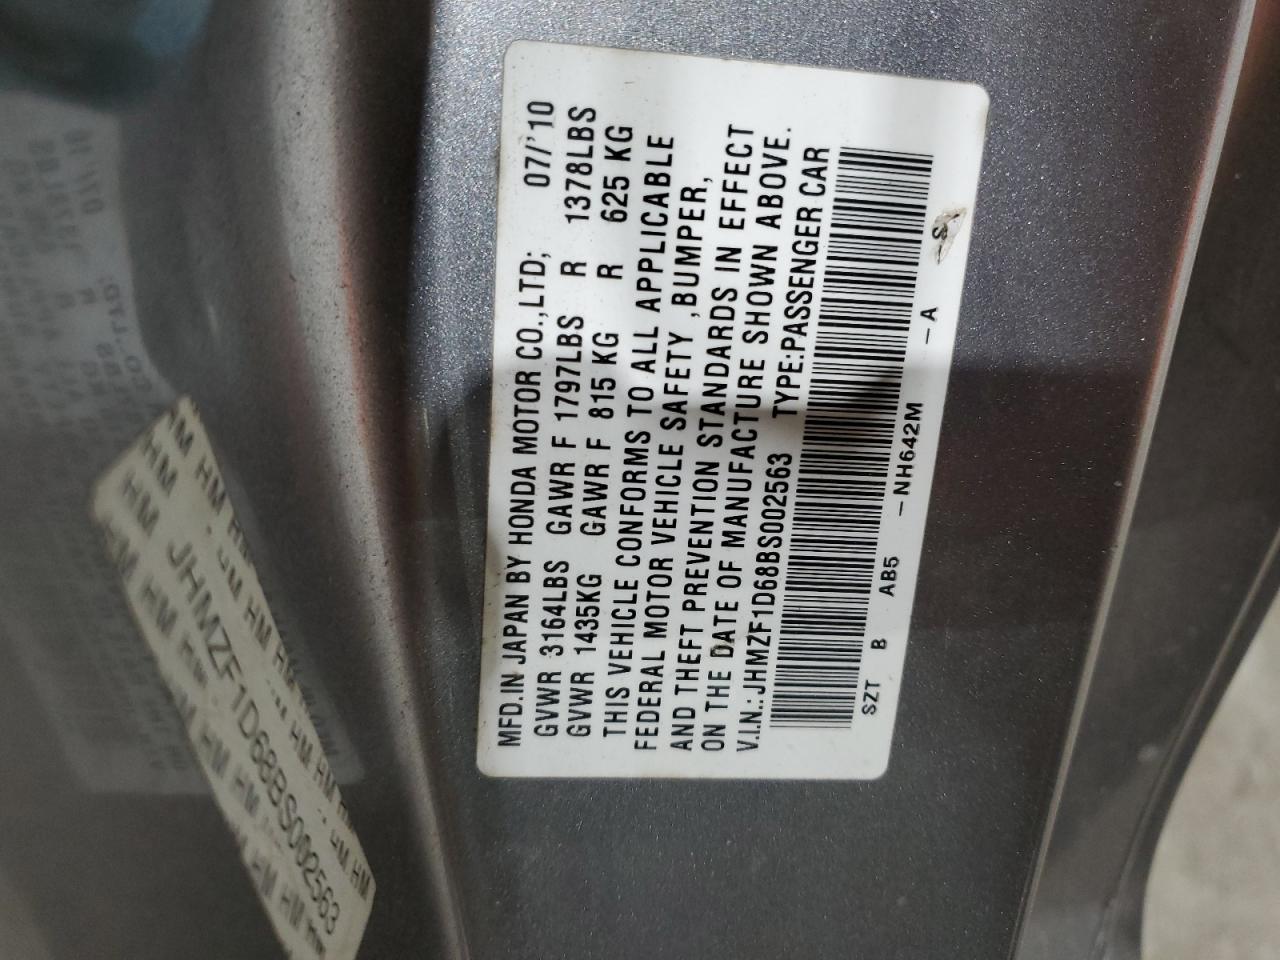 MFD.IN JAPAN BY HONDA MOTOR CO.,LTD; 07/'10
GVWR 3164LBS GAWR F 1797LBS R 1378LBS
GVWR 1435KG GAWR F 815 KG R 625 KG
THIS VEHICLE CONFORMS TO ALL APPLICABLE
FEDERAL MOTOR VEHICLE SAFETY ,BUMPER,
AND THEFT PREVENTION STANDARDS IN EFFECT
ON THE DATE OF MANUFACTURE SHOWN ABOVE.
V.I.N.:JHMZF1D68BS002563 TYPE:PASSENGER CAR
SZT B AB5 - NH642M - A -S-
JHMZF1D68BS002563